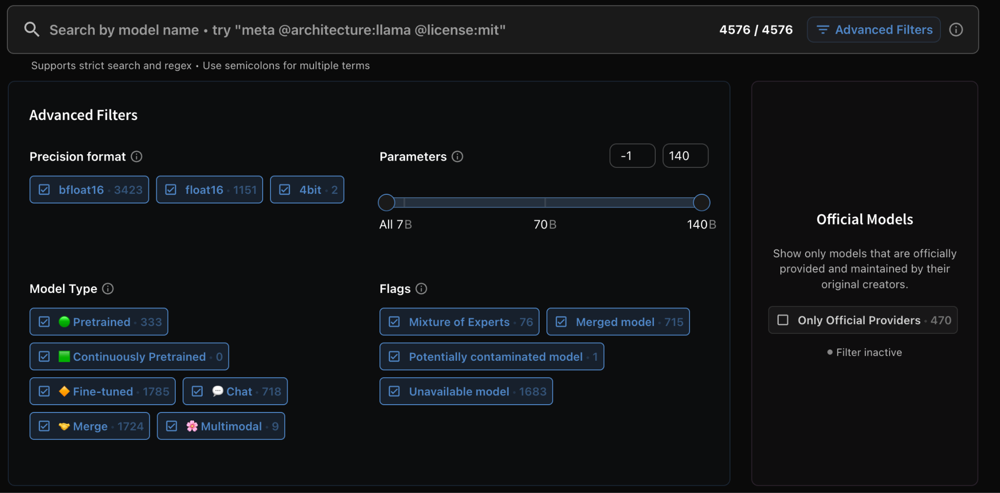 Search by model name • try "meta @architecture:llama @license:mit"
4576 / 4576
Advanced Filters
Supports strict search and regex • Use semicolons for multiple terms
Advanced Filters
Precision format
bfloat16 • 3423
float16 • 1151
4bit • 2
Parameters
-1
140
All 7B
70B
140B
Model Type
Pretrained • 333
Continuously Pretrained • 0
Fine-tuned • 1785
Chat • 718
Merge • 1724
Multimodal • 9
Flags
Mixture of Experts • 76
Merged model • 715
Potentially contaminated model • 1
Unavailable model • 1683
Official Models
Show only models that are officially
provided and maintained by their
original creators.
Only Official Providers • 470
• Filter inactive